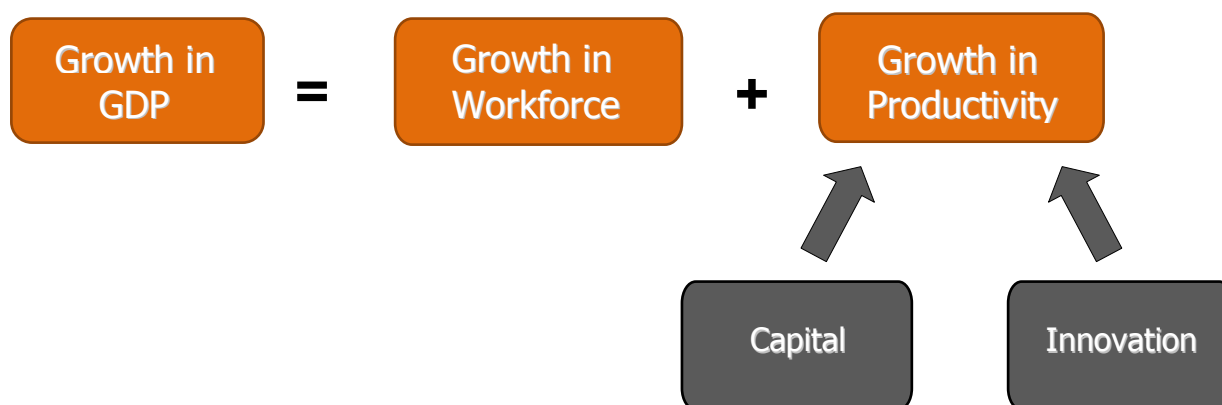 Growth in
GDP
=
Growth in
Workforce
+
Growth in
Productivity
Capital
Innovation